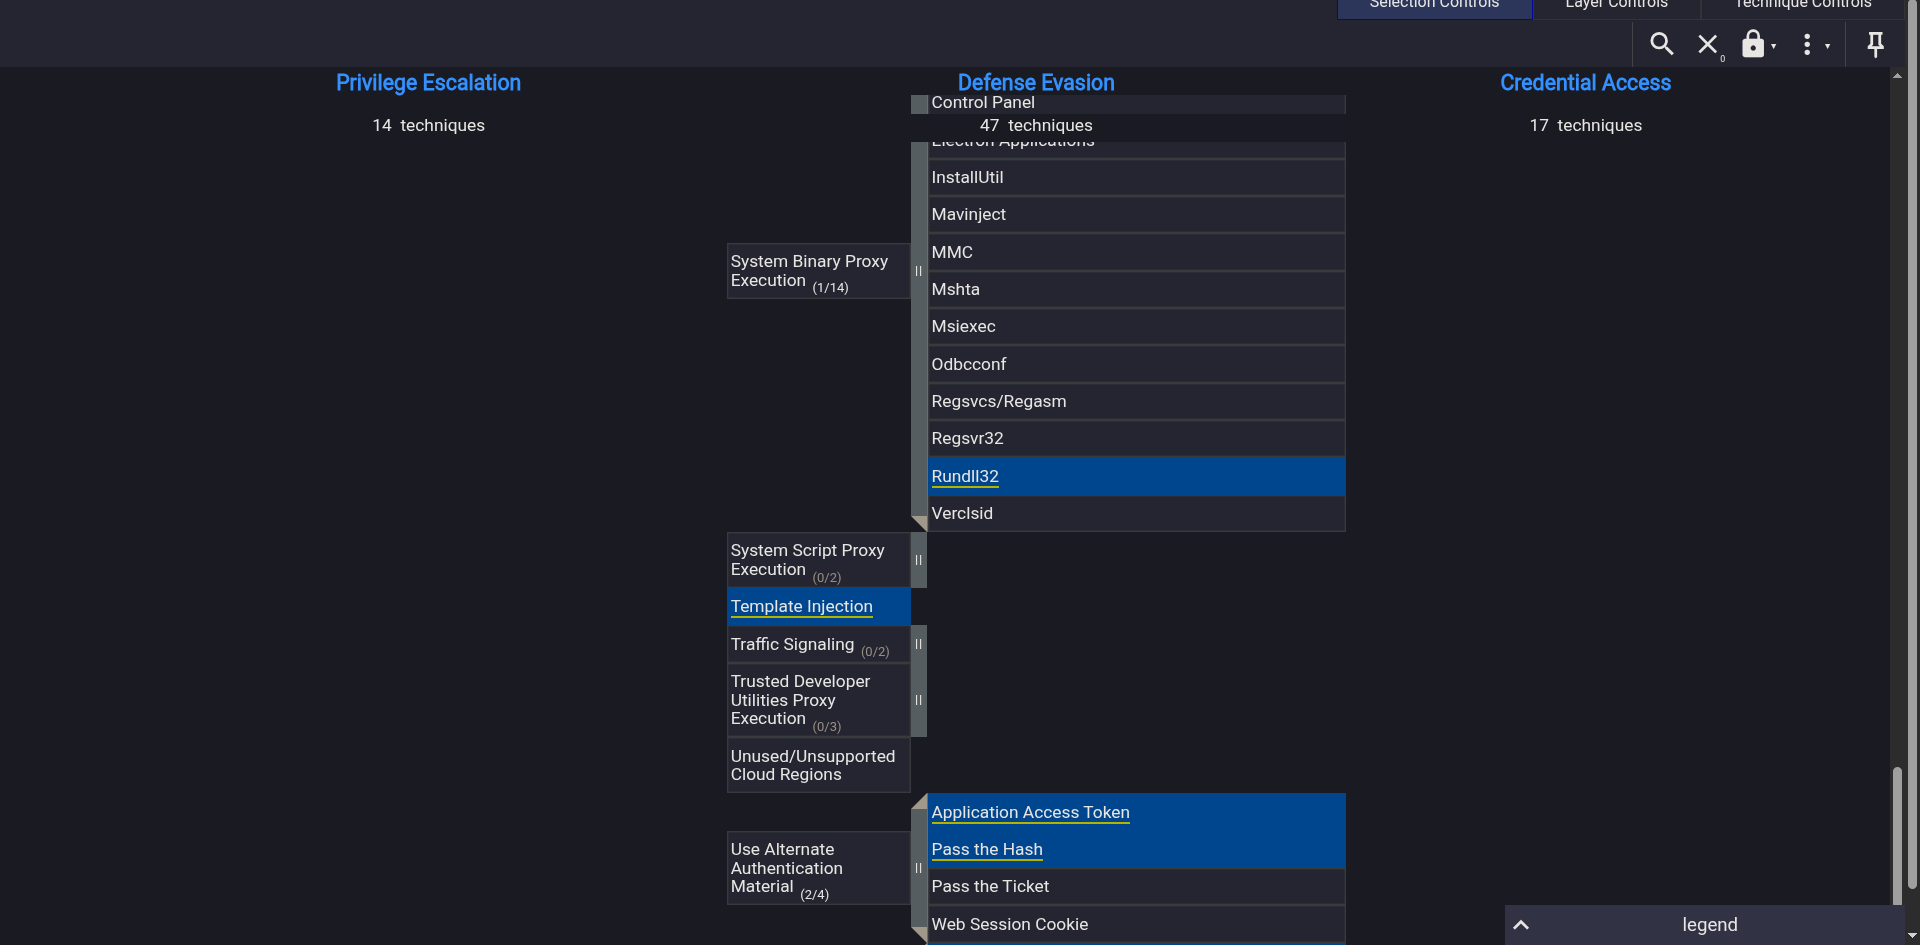 Selection Controls
Layer Controls
Technique Controls
0
Privilege Escalation
Defense Evasion
Credential Access
Control Panel
14 techniques
47 techniques
17 techniques
Electron Applications
InstallUtil
Mavinject
MMC
System Binary Proxy
Execution (1/14)
Mshta
Msiexec
Odbcconf
Regsvcs/Regasm
Regsvr32
Rundll32
Verclsid
System Script Proxy
Execution (0/2)
Template Injection
Traffic Signaling (0/2)
Trusted Developer
Utilities Proxy
Execution (0/3)
Unused/Unsupported
Cloud Regions
Application Access Token
Use Alternate
Authentication
Material (2/4)
Pass the Hash
Pass the Ticket
Web Session Cookie
legend